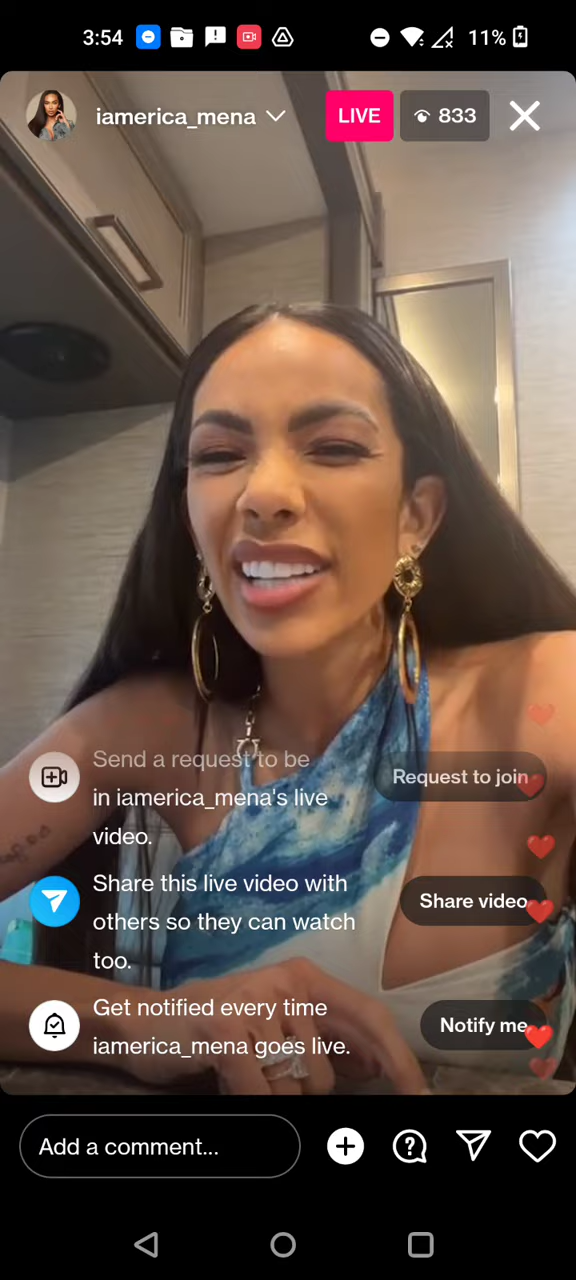 3:54
11%
iamerica_mena
LIVE
833
Send a request to be
in iamerica_mena's live
video.
Request to join
Share this live video with
others so they can watch
too.
Share video
Get notified every time
iamerica_mena goes live.
Notify me
Add a comment...